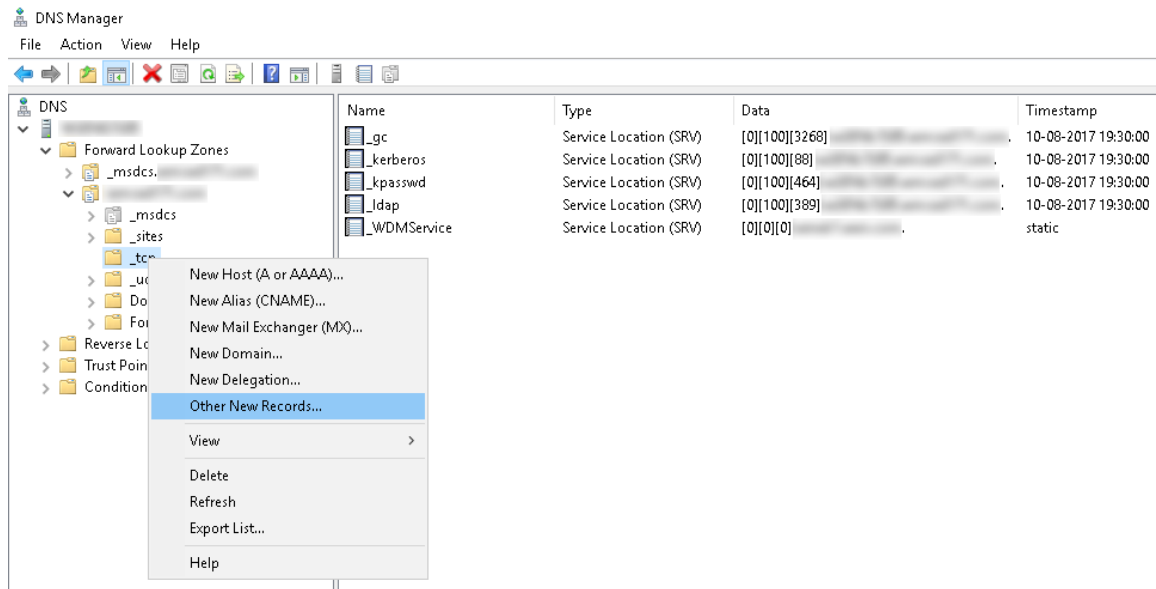 DNS Manager
File Action View Help
DNS
Forward Lookup Zones
_msdcs.
_msdcs
_sites
_tcp
Reverse Lo
Trust Poin
Condition
Name Type Data Timestamp
_gc Service Location (SRV) [0][100][3268] . 10-08-2017 19:30:00
_kerberos Service Location (SRV) [0][100][88] . 10-08-2017 19:30:00
_kpasswd Service Location (SRV) [0][100][464] . 10-08-2017 19:30:00
_ldap Service Location (SRV) [0][100][389] . 10-08-2017 19:30:00
_WDMService Service Location (SRV) [0][0][0] . static
New Host (A or AAAA)...
New Alias (CNAME)...
New Mail Exchanger (MX)...
New Domain...
New Delegation...
Other New Records...
View
Delete
Refresh
Export List...
Help